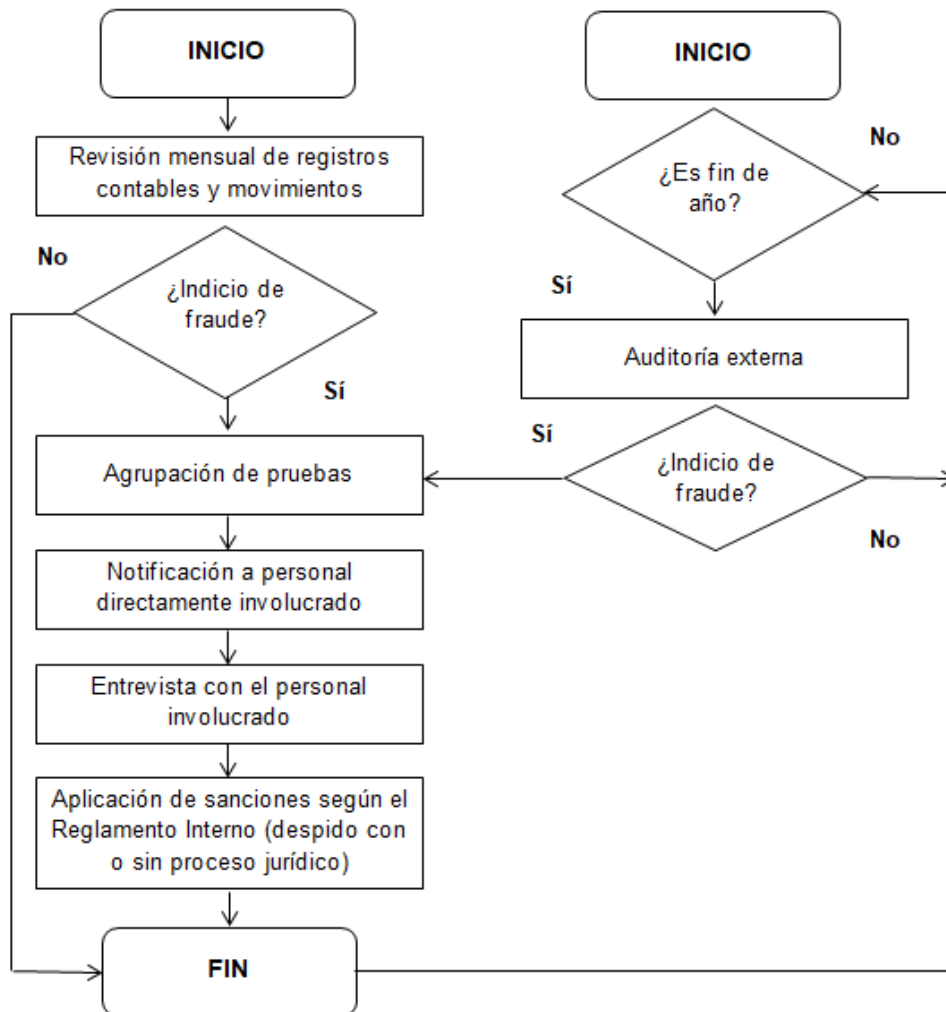 INICIO
Revisión mensual de registros
contables y movimientos
No
¿Indicio de
fraude?
Sí
Agrupación de pruebas
Notificación a personal
directamente involucrado
Entrevista con el personal
involucrado
Aplicación de sanciones según el
Reglamento Interno (despido con
o sin proceso jurídico)
FIN
INICIO
No
¿Es fin de
año?
Sí
Auditoría externa
Sí
¿Indicio de
fraude?
No